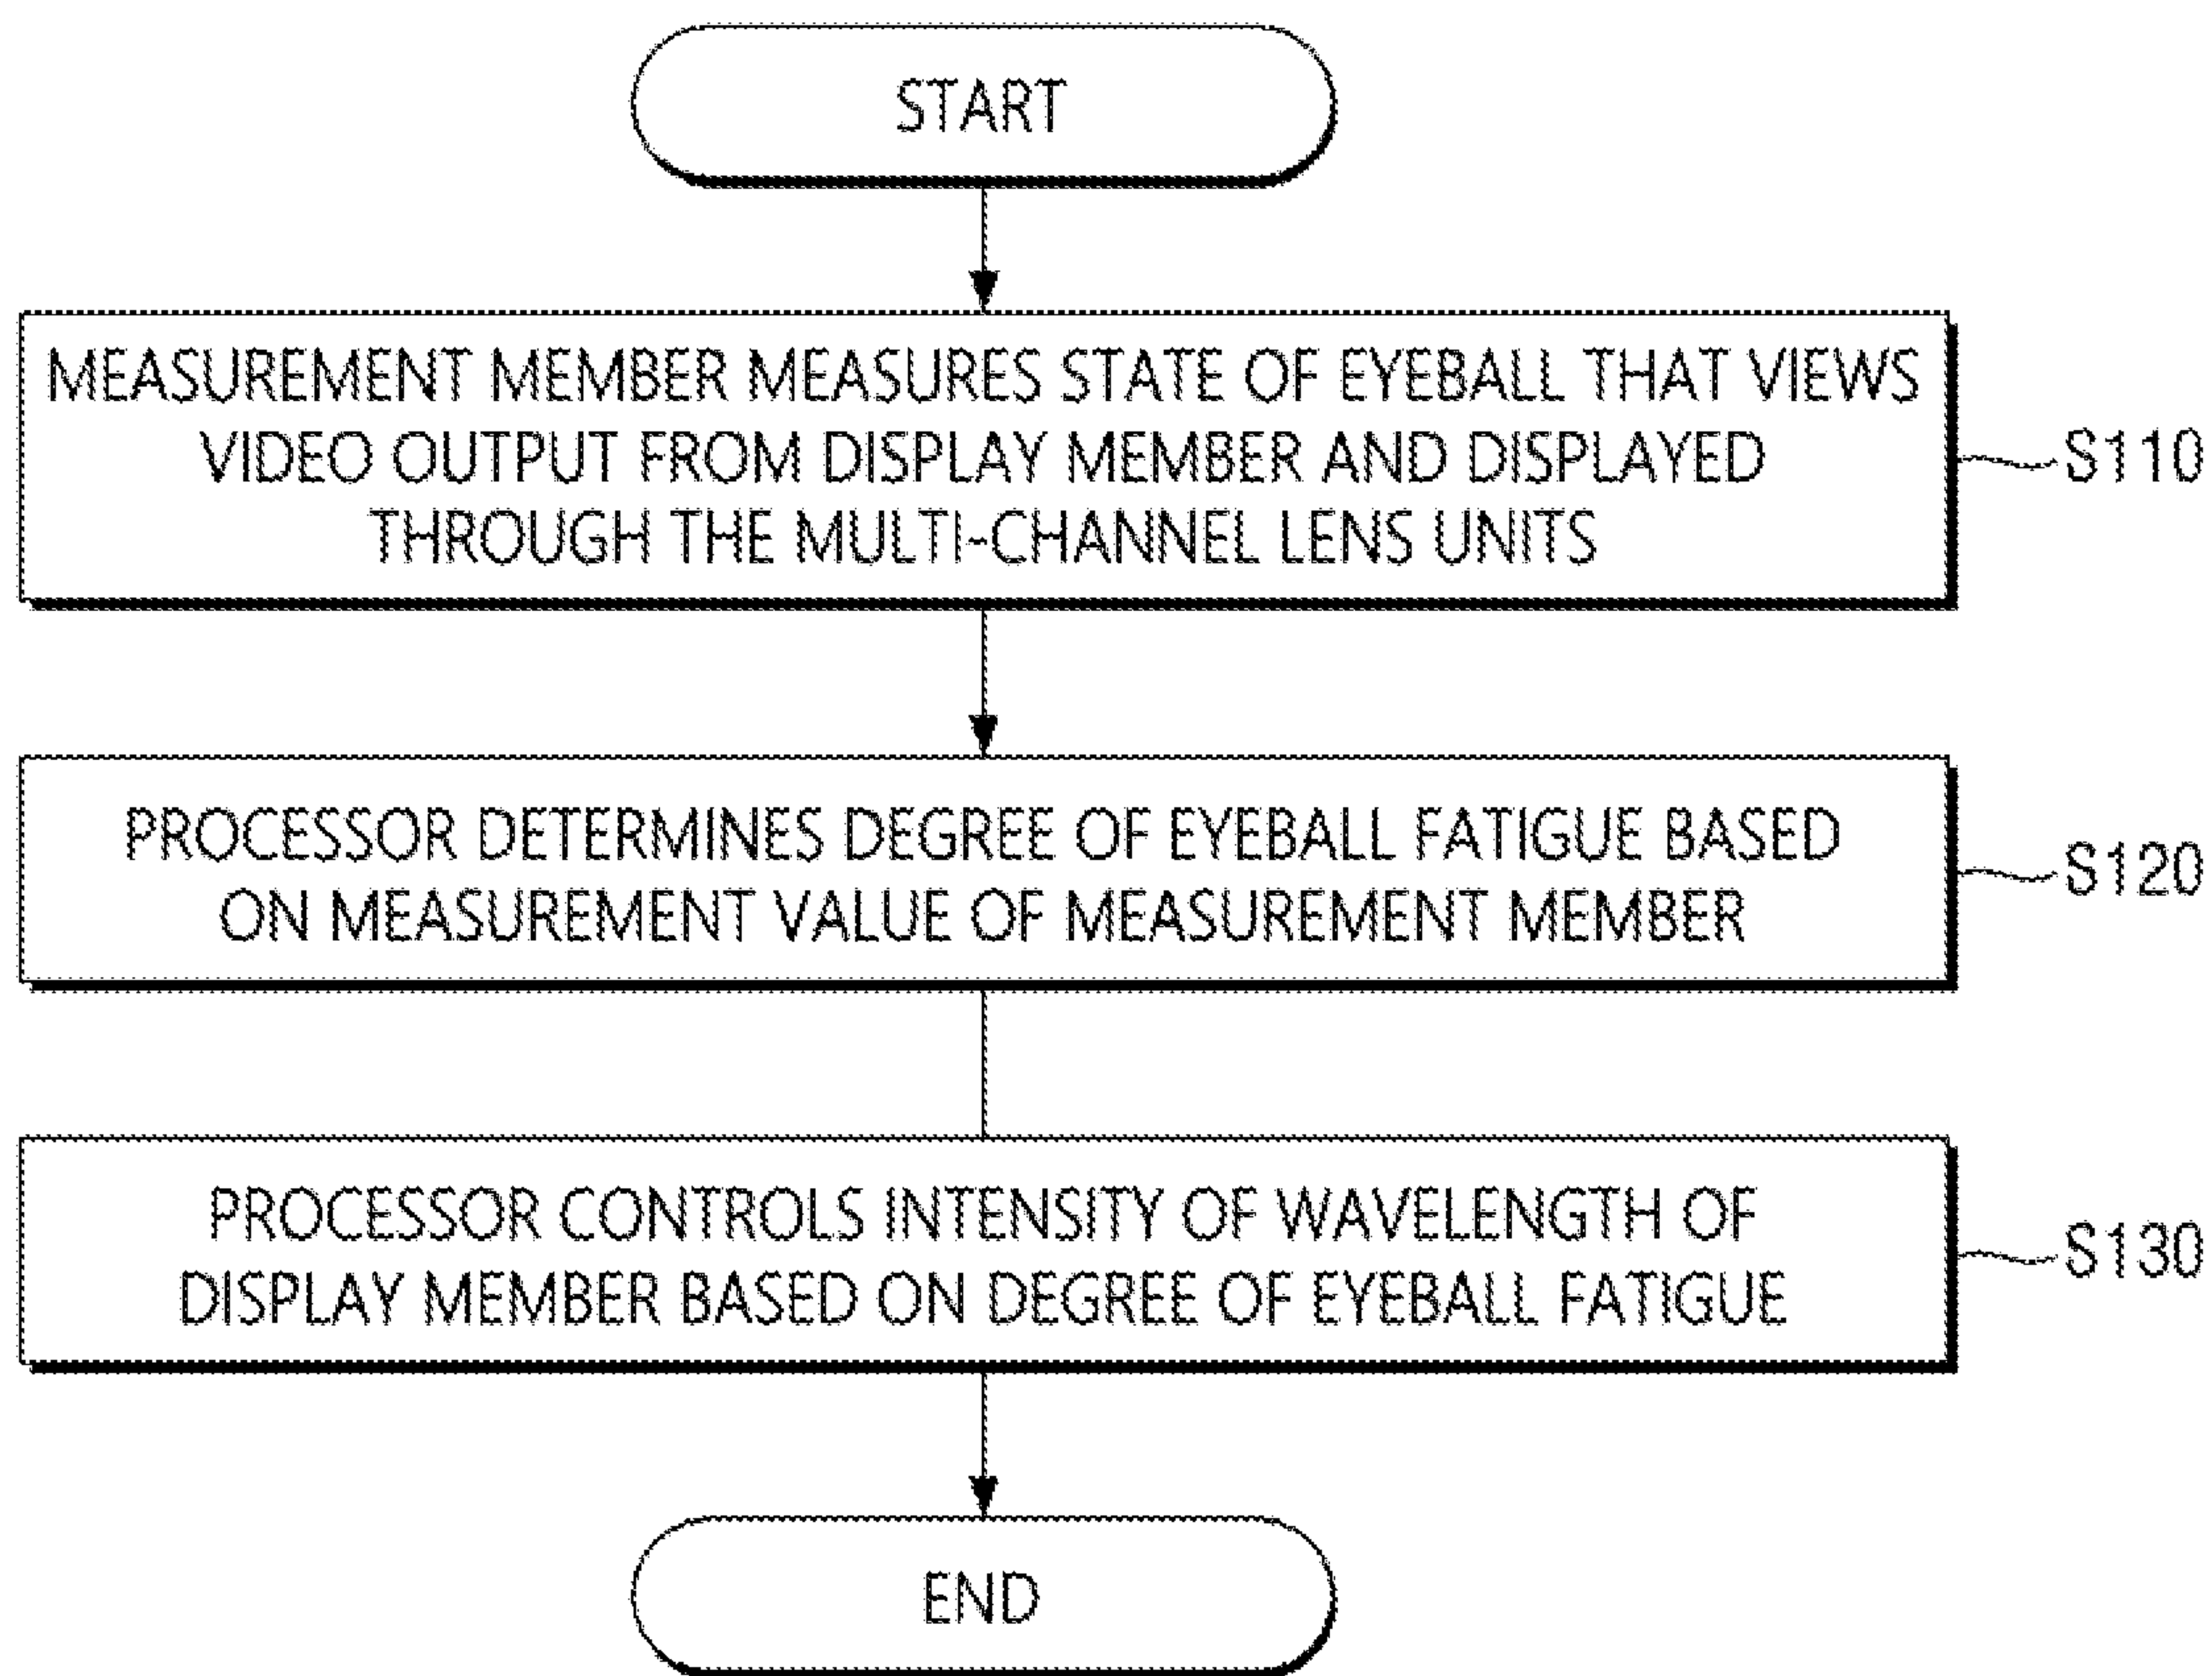 START
MEASUREMENT MEMBER MEASURES STATE OF EYEBALL THAT VIEWS
VIDEO OUTPUT FROM DISPLAY MEMBER AND DISPLAYED
THROUGH THE MULTI-CHANNEL LENS UNITS
S110
PROCESSOR DETERMINES DEGREE OF EYEBALL FATIGUE BASED
ON MEASUREMENT VALUE OF MEASUREMENT MEMBER
S120
PROCESSOR CONTROLS INTENSITY OF WAVELENGTH OF
DISPLAY MEMBER BASED ON DEGREE OF EYEBALL FATIGUE
S130
END